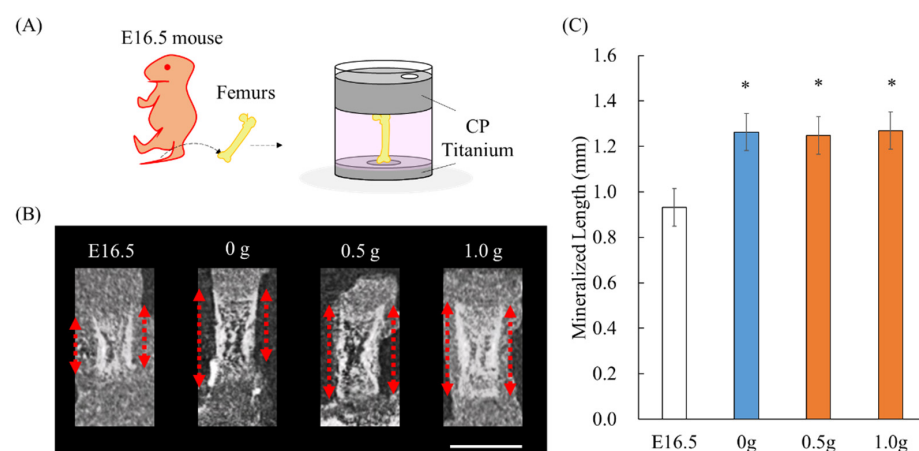 (A)
E16.5 mouse
Femurs
CP
Titanium
(B)
E16.5
0 g
0.5 g
1.0 g
(C)
Mineralized Length (mm)
1.6
1.4
1.2
1.0
0.8
0.6
0.4
0.2
0.0
*
*
*
E16.5
0g
0.5g
1.0g